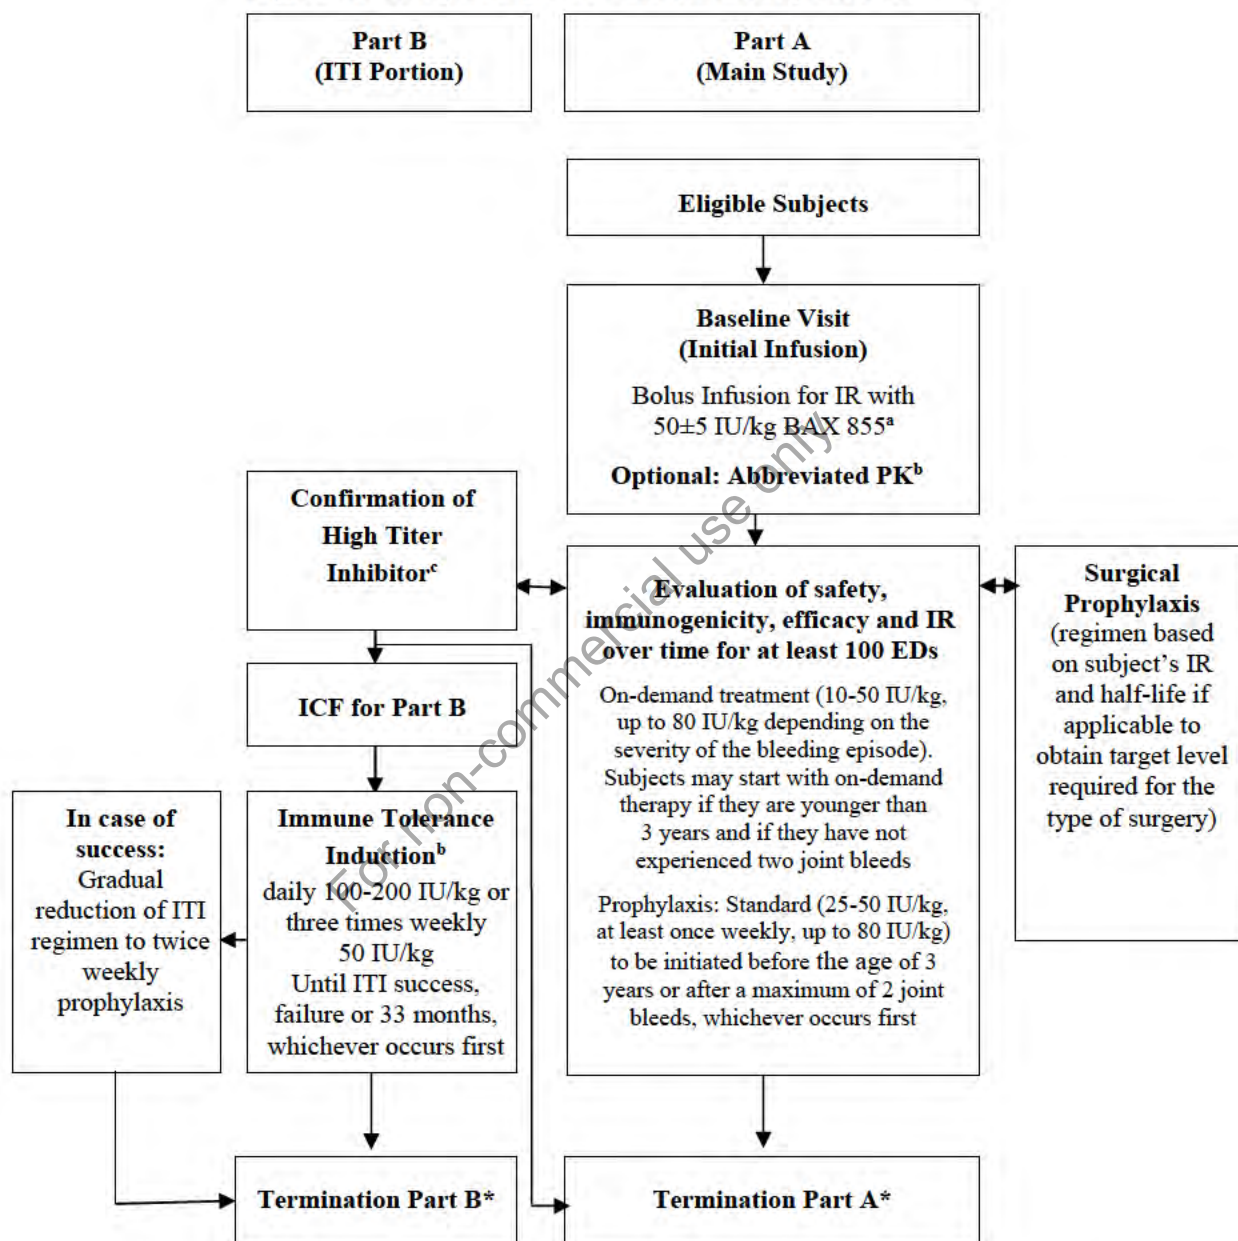 Part B
(ITI Portion)
Part A
(Main Study)
Eligible Subjects
Baseline Visit
(Initial Infusion)
Bolus Infusion for IR with
50±5 IU/kg BAX 855ᵃ
Optional: Abbreviated PKᵇ
Confirmation of
High Titer
Inhibitorᶜ
Evaluation of safety,
immunogenicity, efficacy and IR
over time for at least 100 EDs
On-demand treatment (10-50 IU/kg,
up to 80 IU/kg depending on the
severity of the bleeding episode).
Subjects may start with on-demand
therapy if they are younger than
3 years and if they have not
experienced two joint bleeds
Prophylaxis: Standard (25-50 IU/kg,
at least once weekly, up to 80 IU/kg)
to be initiated before the age of 3
years or after a maximum of 2 joint
bleeds, whichever occurs first
Surgical
Prophylaxis
(regimen based
on subject's IR
and half-life if
applicable to
obtain target level
required for the
type of surgery)
ICF for Part B
In case of
success:
Gradual
reduction of ITI
regimen to twice
weekly
prophylaxis
Immune Tolerance
Inductionᵇ
daily 100-200 IU/kg or
three times weekly
50 IU/kg
Until ITI success,
failure or 33 months,
whichever occurs first
Termination Part B*
Termination Part A*
For non-commercial use only